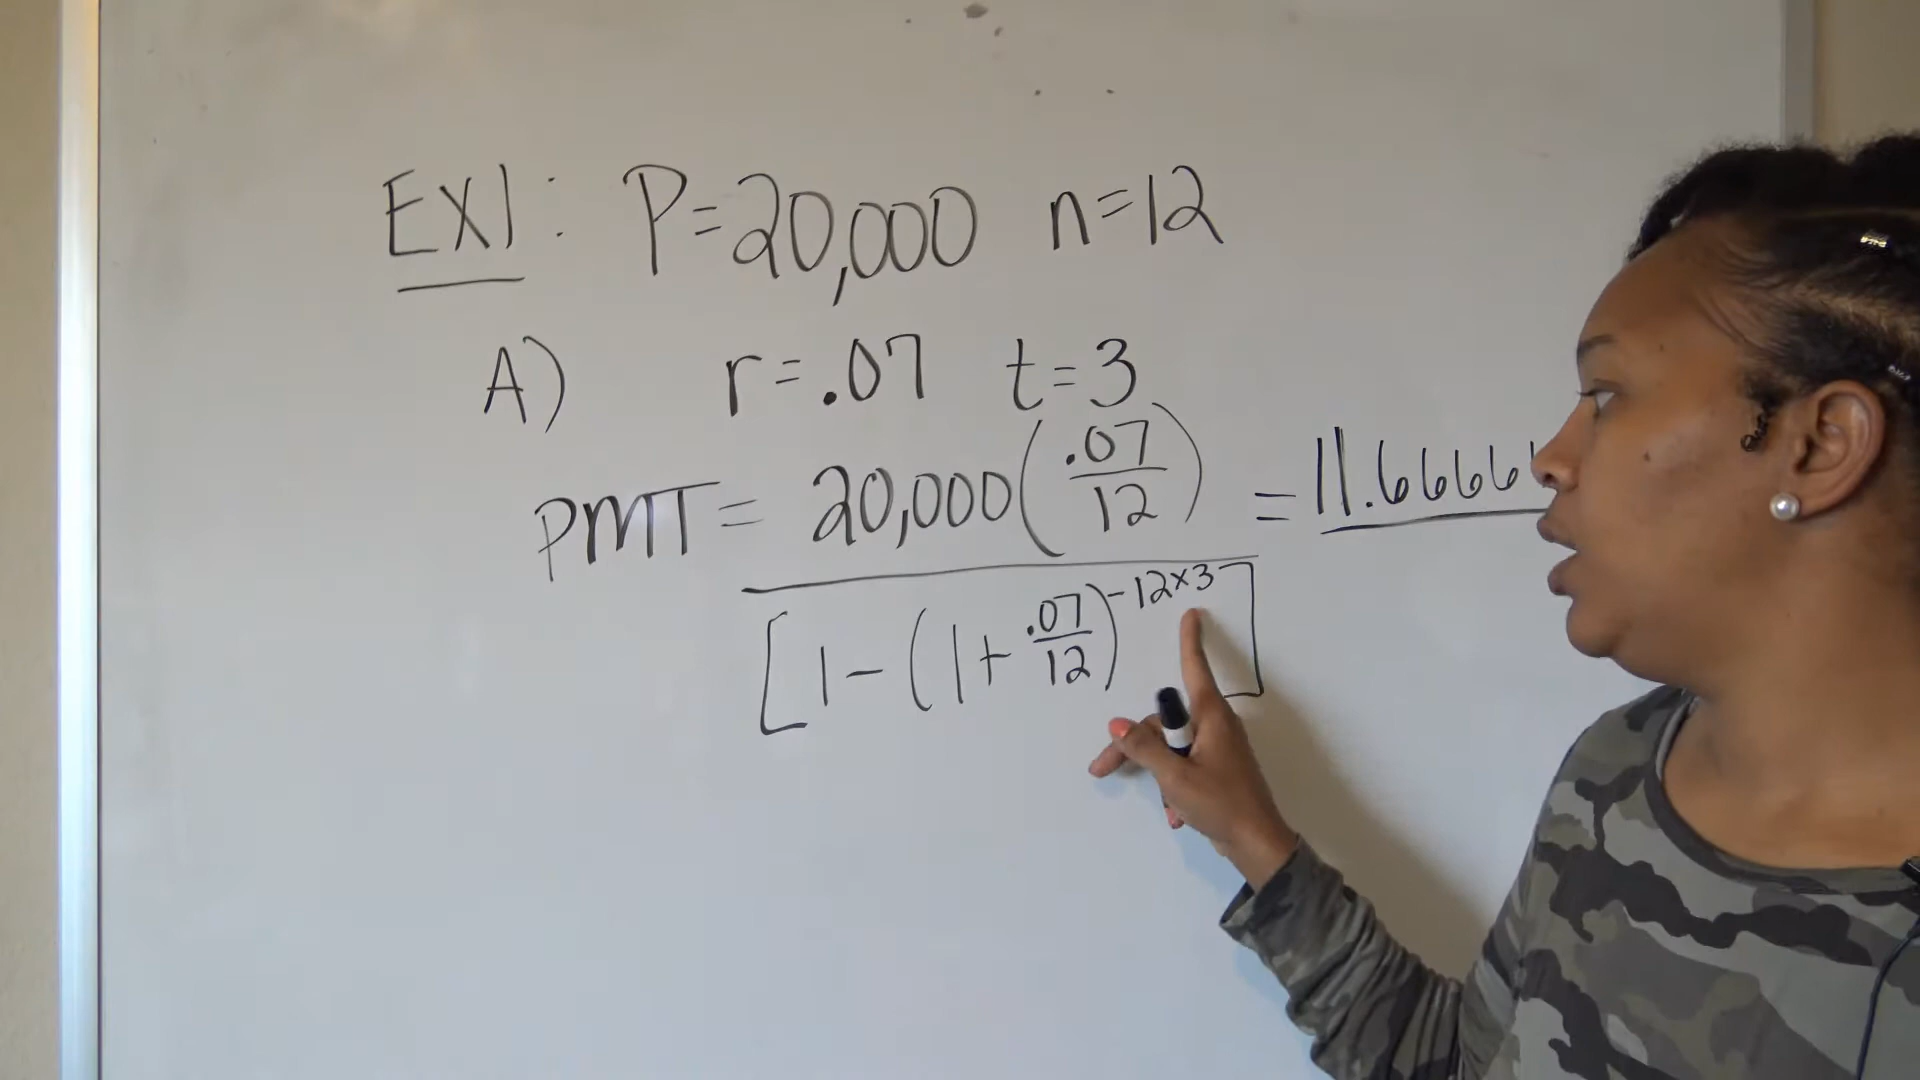 EX1: P=20,000 n=12
A) r=.07 t=3
PMT = 20,000(.07/12) = 11.6666
[1-(1+.07/12)^-12×3]